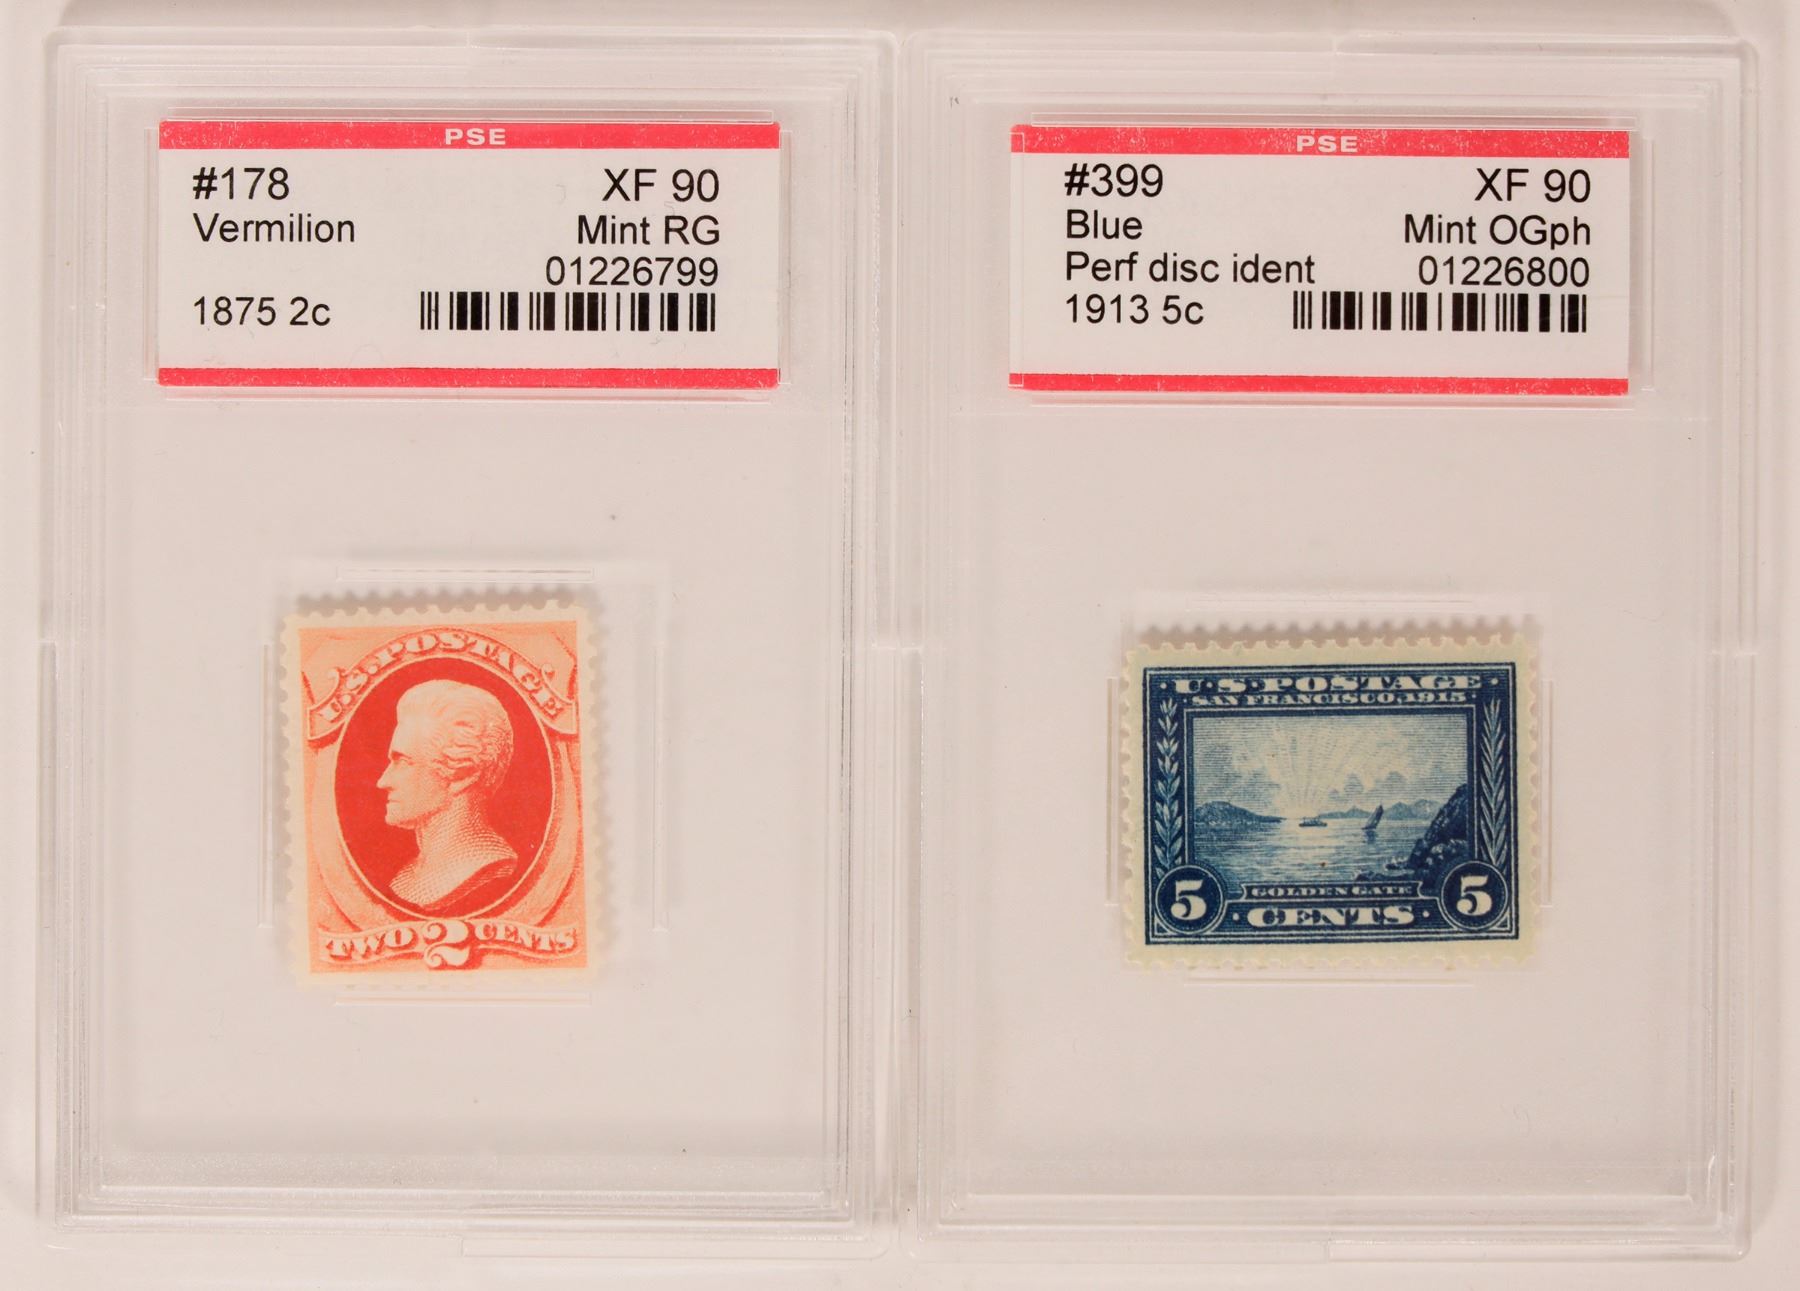 PSE
#178 XF 90
Vermilion Mint RG
01226799
1875 2c
U.S. POSTAGE.
TWO 2 CENTS
PSE
#399 XF 90
Blue Mint OGph
Perf disc ident 01226800
1913 5c
· U·S·POSTAGE ·
SAN FRANCISCO, 1915
GOLDEN GATE
5 · CENTS · 5